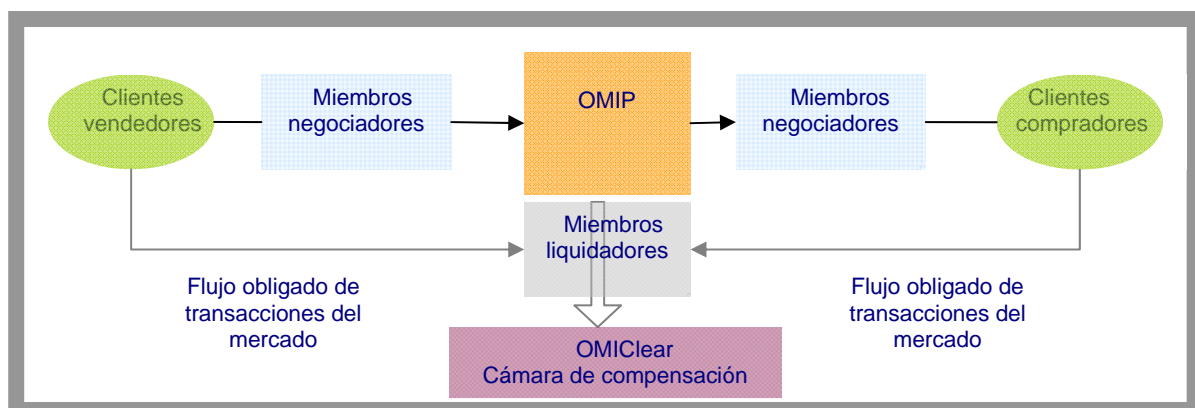 Clientes
vendedores
Miembros
negociadores
OMIP
Miembros
negociadores
Clientes
compradores
Miembros
liquidadores
Flujo obligado de
transacciones del
mercado
Flujo obligado de
transacciones del
mercado
OMIClear
Cámara de compensación